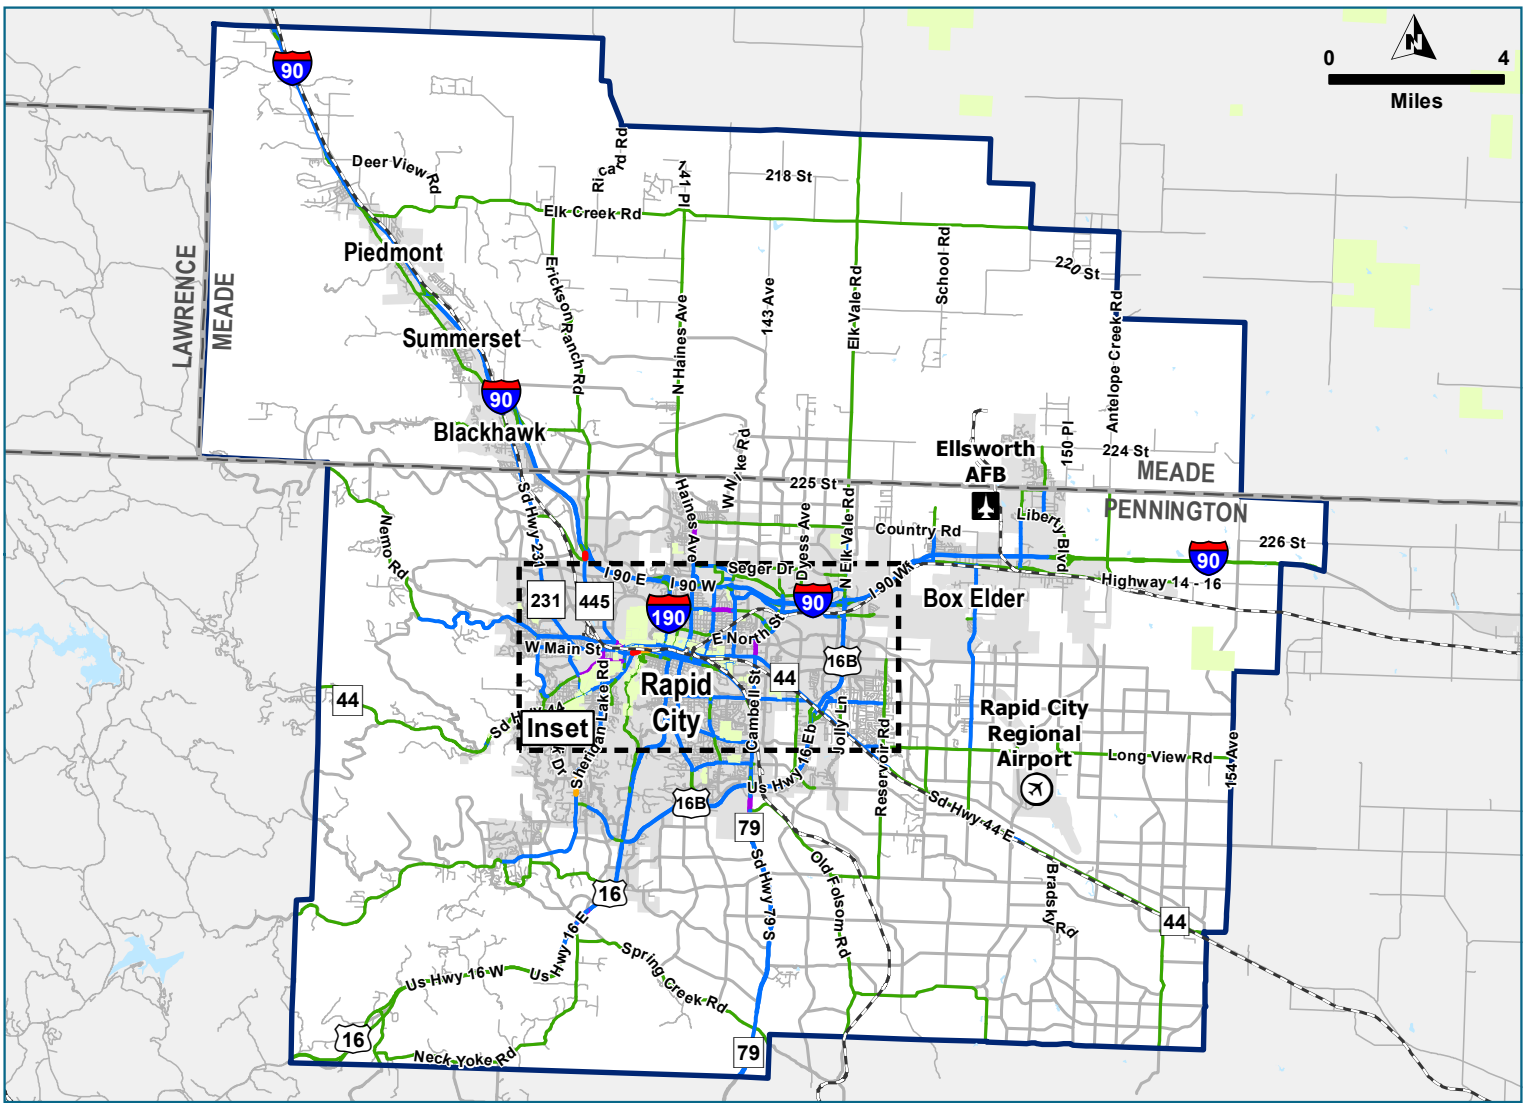 0 4
N
Miles
90
Deer View Rd
Ricard Rd
141 Pl
218 St
Elk Creek Rd
Piedmont
LAWRENCE
MEADE
Erickson Ranch Rd
N Haines Ave
143 Ave
Elk Vale Rd
School Rd
220 St
Antelope Creek Rd
Summerset
90
Blackhawk
W Nike Rd
Ellsworth
AFB
150 Pl
224 St
MEADE
PENNINGTON
225 St
Sd Hwy 231
Haines Ave
Dyess Ave
N Elk Vale Rd
Country Rd
Liberty Blvd
226 St
90
Nemo Rd
I 90 E
I 90 W
Seger Dr
I 90 W
Highway 14 - 16
231
445
190
90
Box Elder
W Main St
E North St
16B
44
44
Rapid
City
Sd H
Inset
k Dr
Sheridan Lake Rd
Cambell St
Jolly Ln
Reservoir Rd
Rapid City
Regional
Airport
Long View Rd
154 Ave
Us Hwy 16 Eb
16B
79
Sd Hwy 44 E
Old Folsom Rd
Bradsky Rd
16
44
Sd Hwy 79 S
Us Hwy 16 E
Us Hwy 16 W
Spring Creek Rd
16
Neck Yoke Rd
79